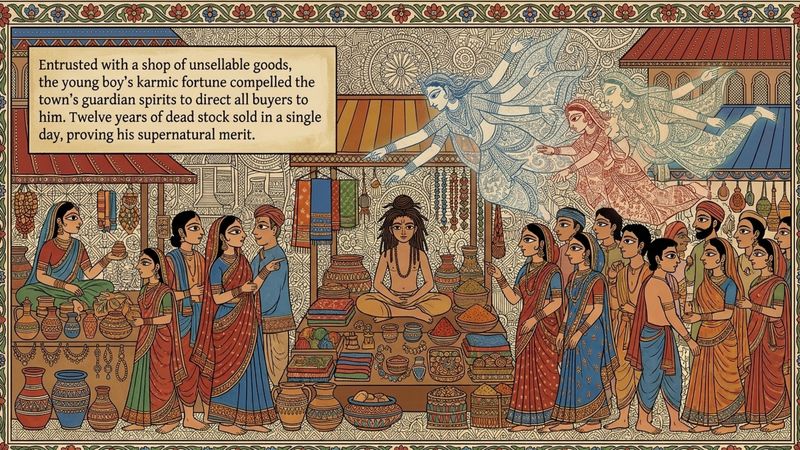 Entrusted with a shop of unsellable goods,
the young boy's karmic fortune compelled the
town's guardian spirits to direct all buyers to
him. Twelve years of dead stock sold in a single
day, proving his supernatural merit.